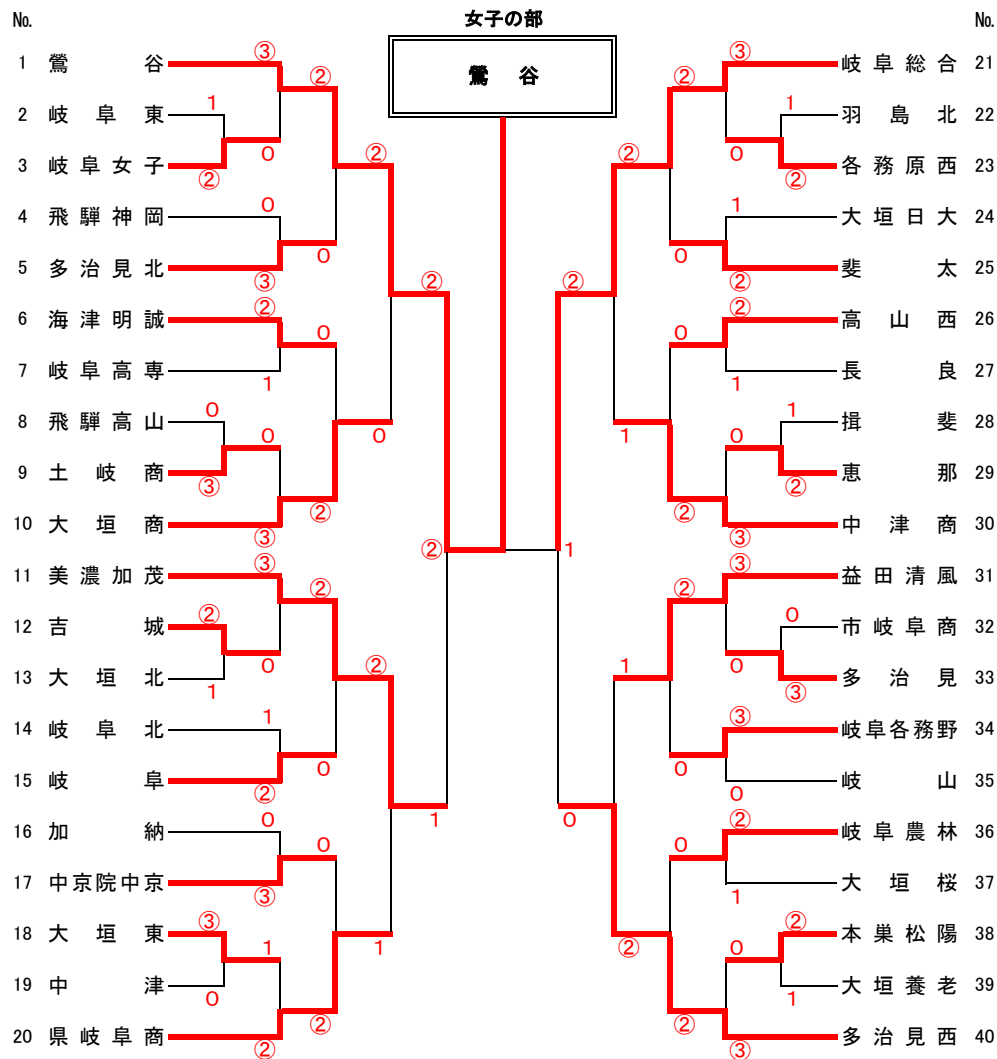 女子の部
No.
No.
鶯谷
1 鶯谷 ③
2 岐阜東 1
3 岐阜女子 ②
4 飛騨神岡 0
5 多治見北 ③
6 海津明誠 ②
7 岐阜高専 1
8 飛騨高山 0
9 土岐商 ③
10 大垣商 ③
11 美濃加茂 ③
12 吉城 ②
13 大垣北 1
14 岐阜北 1
15 岐阜 ②
16 加納 0
17 中京院中京 ③
18 大垣東 ③
19 中津 0
20 県岐阜商 ②
0
0
0
1
②
0
0
②
②
0
0
②
②
0
②
1
②
1
②
③ 岐阜総合 21
1 羽島北 22
② 各務原西 23
1 大垣日大 24
② 斐太 25
② 高山西 26
1 長良 27
1 揖斐 28
② 恵那 29
③ 中津商 30
③ 益田清風 31
0 市岐阜商 32
③ 多治見 33
③ 岐阜各務野 34
0 岐山 35
② 岐阜農林 36
1 大垣桜 37
② 本巣松陽 38
1 大垣養老 39
③ 多治見西 40
0
0
0
0
②
0
0
②
②
0
0
②
②
1
1
②
②
0
1